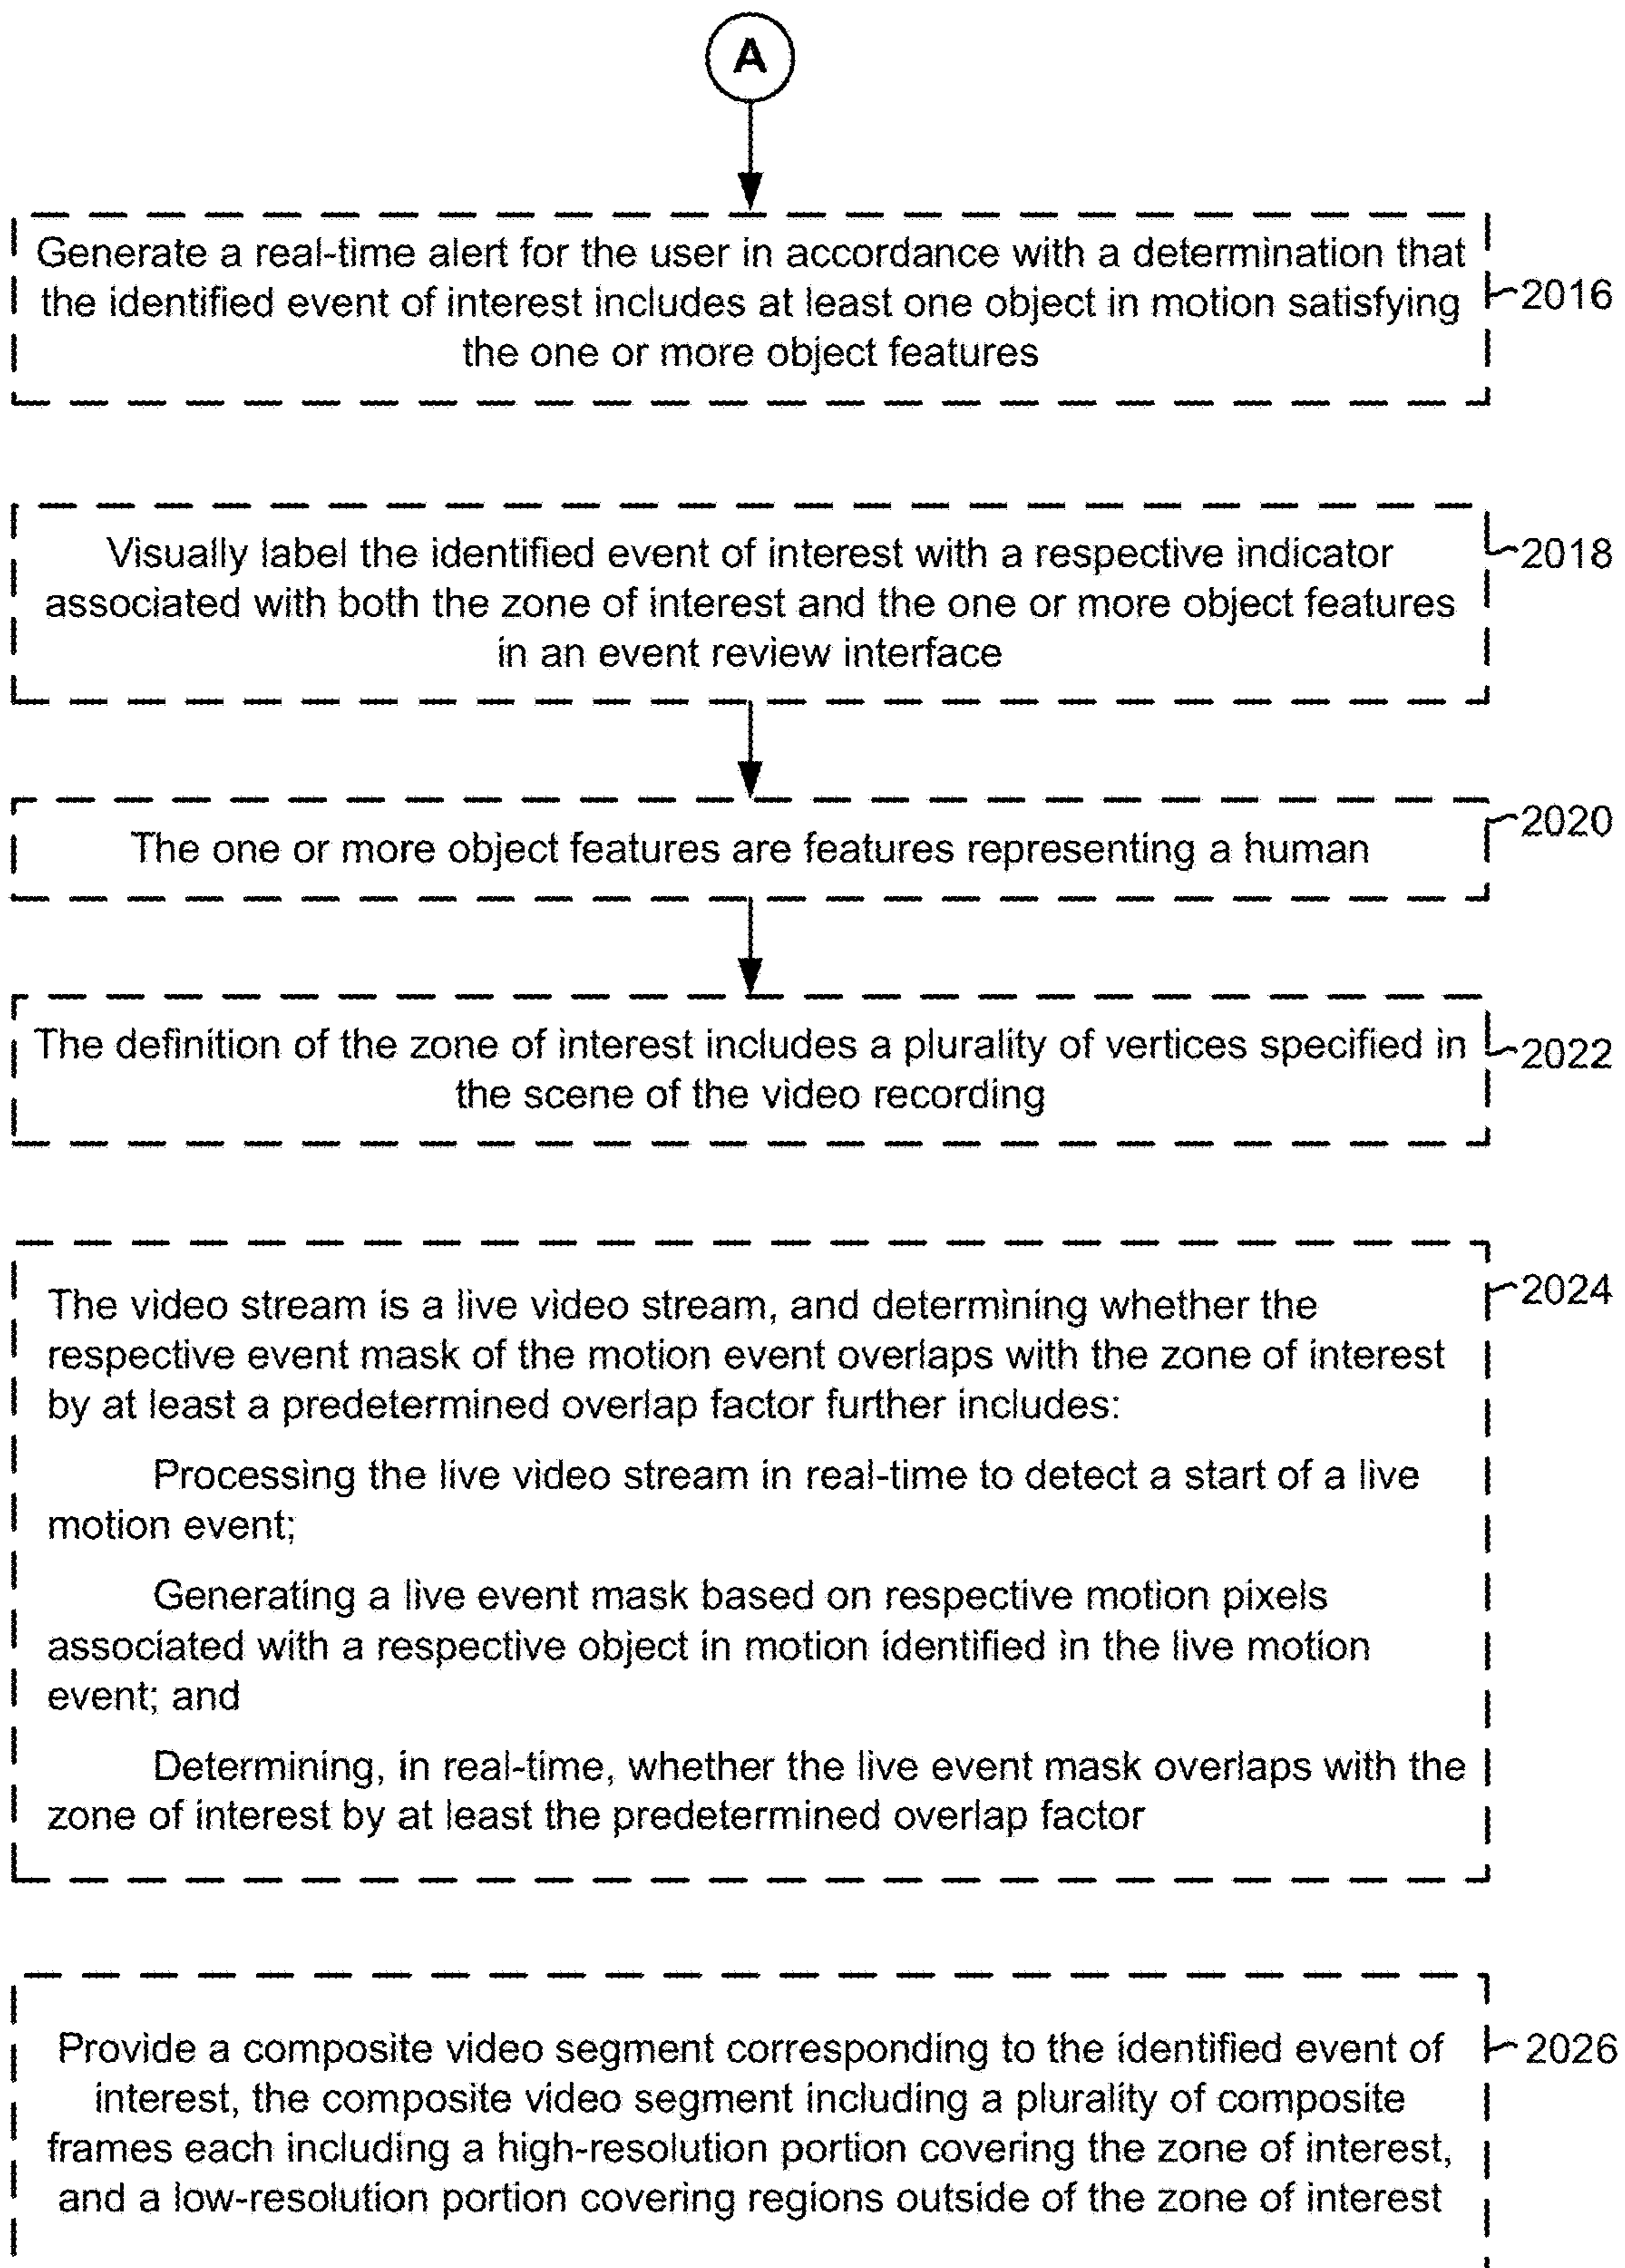 A
Generate a real-time alert for the user in accordance with a determination that
the identified event of interest includes at least one object in motion satisfying
the one or more object features
2016
Visually label the identified event of interest with a respective indicator
associated with both the zone of interest and the one or more object features
in an event review interface
2018
The one or more object features are features representing a human
2020
The definition of the zone of interest includes a plurality of vertices specified in
the scene of the video recording
2022
The video stream is a live video stream, and determining whether the
respective event mask of the motion event overlaps with the zone of interest
by at least a predetermined overlap factor further includes:
Processing the live video stream in real-time to detect a start of a live
motion event;
Generating a live event mask based on respective motion pixels
associated with a respective object in motion identified in the live motion
event; and
Determining, in real-time, whether the live event mask overlaps with the
zone of interest by at least the predetermined overlap factor
2024
Provide a composite video segment corresponding to the identified event of
interest, the composite video segment including a plurality of composite
frames each including a high-resolution portion covering the zone of interest,
and a low-resolution portion covering regions outside of the zone of interest
2026